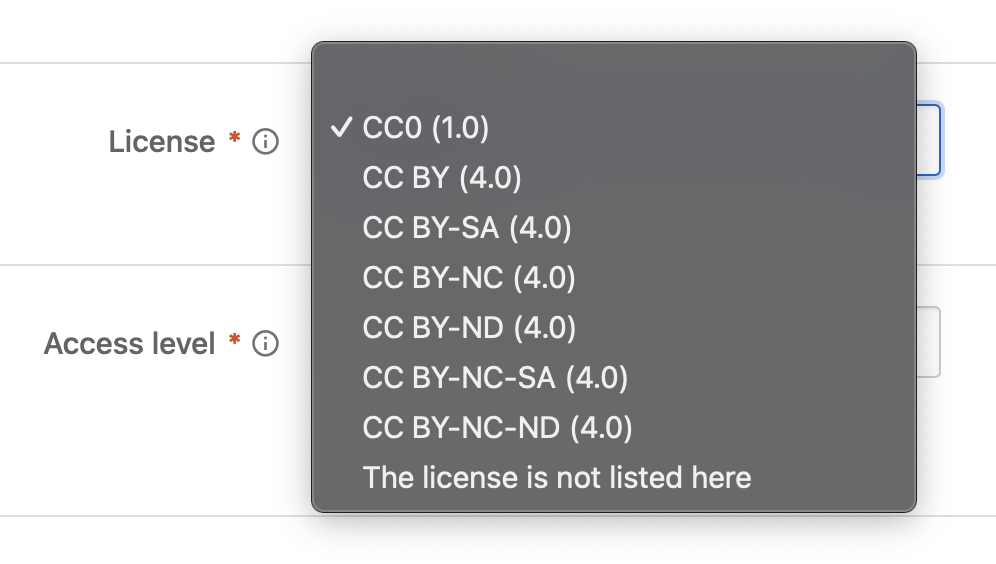 License *
CC0 (1.0)
CC BY (4.0)
CC BY-SA (4.0)
CC BY-NC (4.0)
Access level *
CC BY-ND (4.0)
CC BY-NC-SA (4.0)
CC BY-NC-ND (4.0)
The license is not listed here